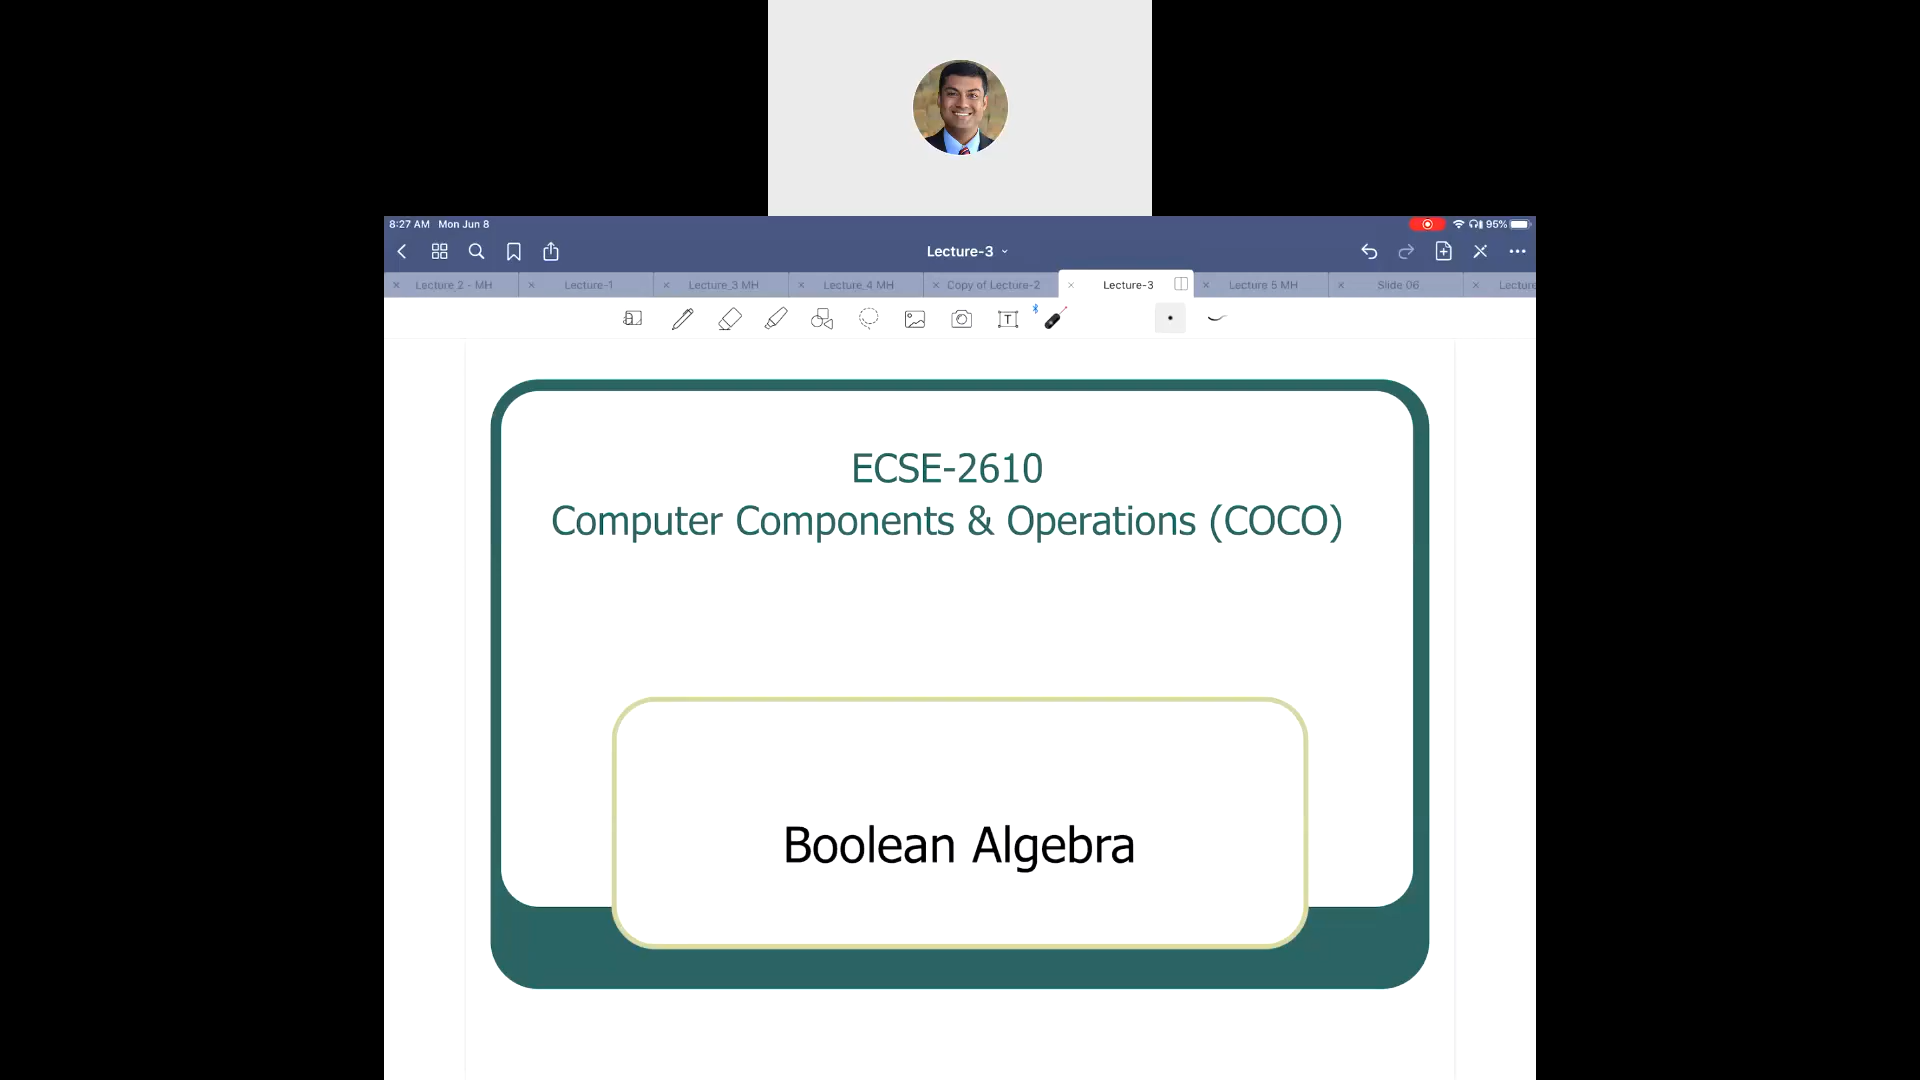 8:27 AM Mon Jun 8
95%
Lecture-3
Lecture_2 - MH
Lecture-1
Lecture_3 MH
Lecture_4 MH
Copy of Lecture-2
Lecture-3
Lecture 5 MH
Slide 06
Lecture
T
ECSE-2610
Computer Components & Operations (COCO)
Boolean Algebra